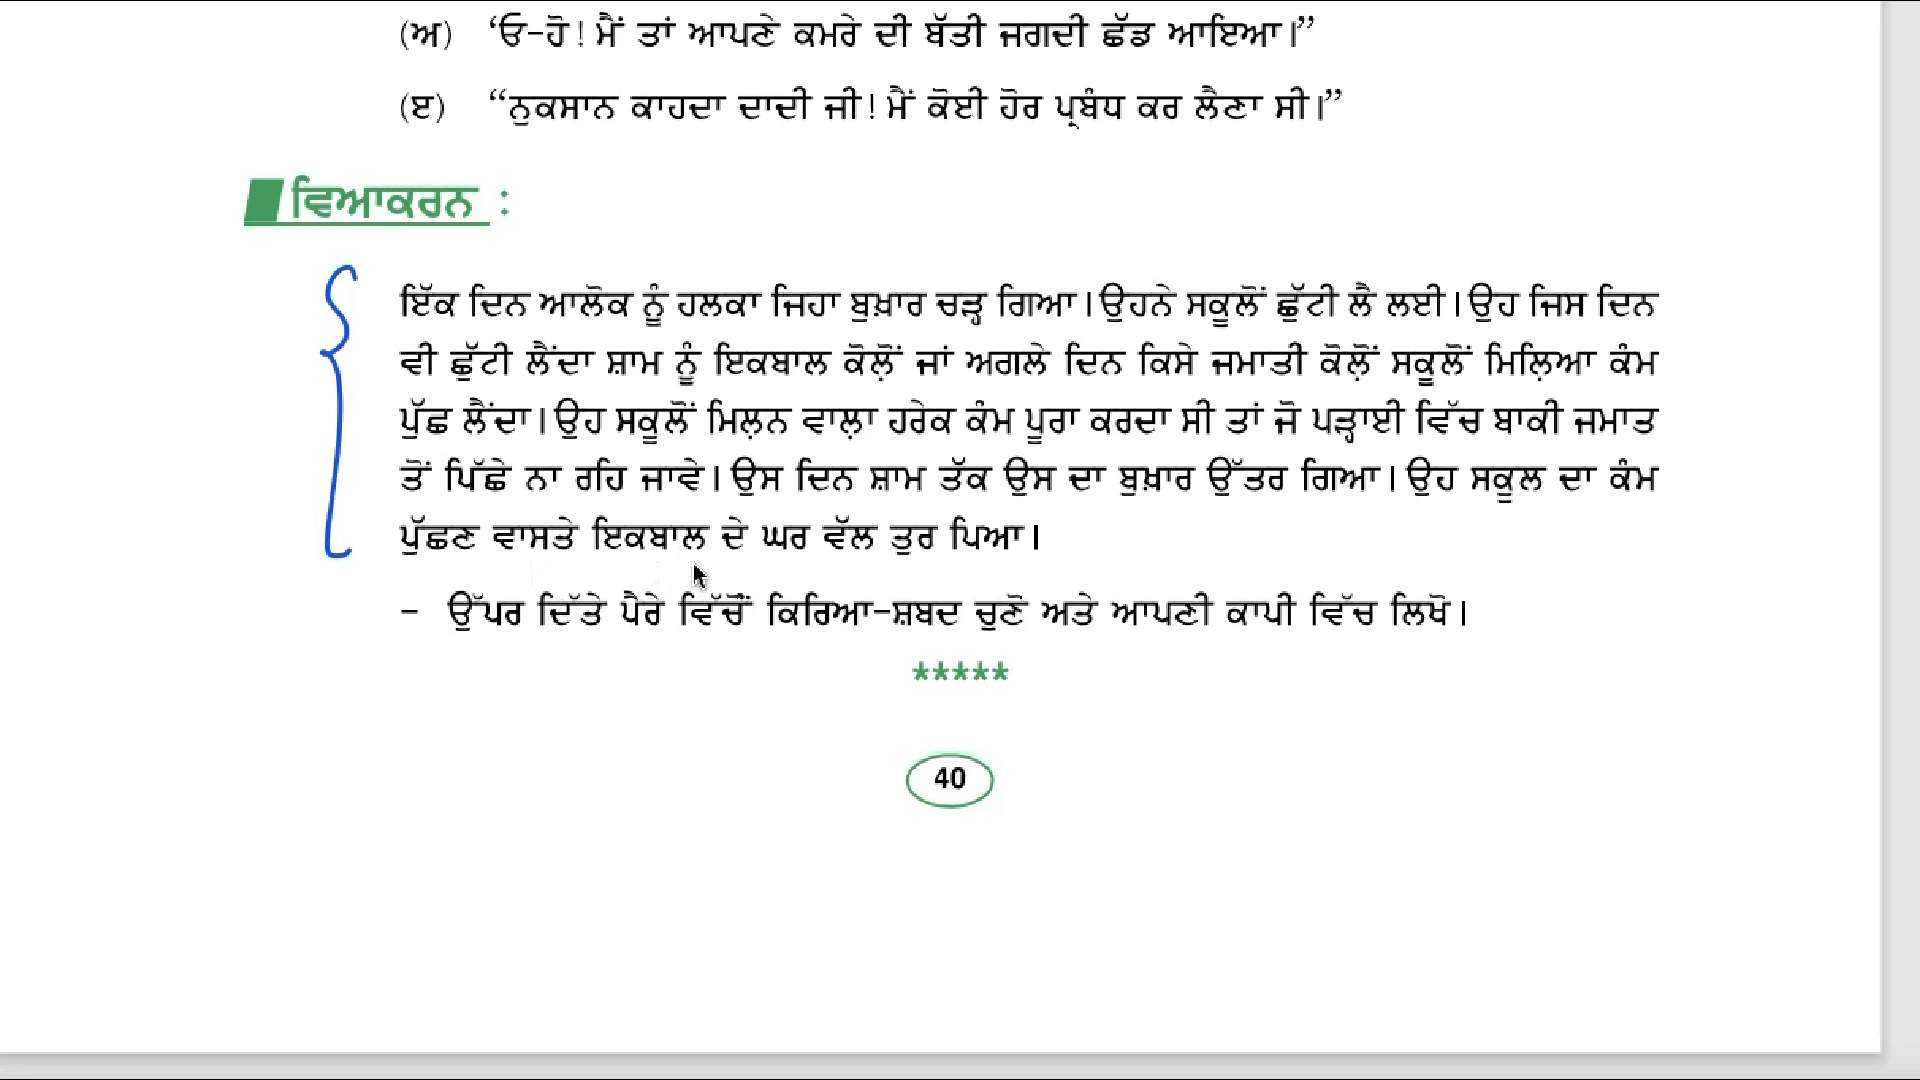 (ਅ) ‘ਓ-ਹੋ! ਮੈਂ ਤਾਂ ਆਪਣੇ ਕਮਰੇ ਦੀ ਬੱਤੀ ਜਗਦੀ ਛੱਡ ਆਇਆ।”
(ੲ) “ਨੁਕਸਾਨ ਕਾਹਦਾ ਦਾਦੀ ਜੀ! ਮੈਂ ਕੋਈ ਹੋਰ ਪ੍ਰਬੰਧ ਕਰ ਲੈਣਾ ਸੀ।”
ਵਿਆਕਰਨ :
ਇੱਕ ਦਿਨ ਆਲੋਕ ਨੂੰ ਹਲਕਾ ਜਿਹਾ ਬੁਖ਼ਾਰ ਚੜ੍ਹ ਗਿਆ। ਉਹਨੇ ਸਕੂਲੋਂ ਛੁੱਟੀ ਲੈ ਲਈ। ਉਹ ਜਿਸ ਦਿਨ
ਵੀ ਛੁੱਟੀ ਲੈਂਦਾ ਸ਼ਾਮ ਨੂੰ ਇਕਬਾਲ ਕੋਲ਼ੋਂ ਜਾਂ ਅਗਲੇ ਦਿਨ ਕਿਸੇ ਜਮਾਤੀ ਕੋਲ਼ੋਂ ਸਕੂਲੋਂ ਮਿਲ਼ਿਆ ਕੰਮ
ਪੁੱਛ ਲੈਂਦਾ। ਉਹ ਸਕੂਲੋਂ ਮਿਲ਼ਨ ਵਾਲ਼ਾ ਹਰੇਕ ਕੰਮ ਪੂਰਾ ਕਰਦਾ ਸੀ ਤਾਂ ਜੋ ਪੜ੍ਹਾਈ ਵਿੱਚ ਬਾਕੀ ਜਮਾਤ
ਤੋਂ ਪਿੱਛੇ ਨਾ ਰਹਿ ਜਾਵੇ। ਉਸ ਦਿਨ ਸ਼ਾਮ ਤੱਕ ਉਸ ਦਾ ਬੁਖ਼ਾਰ ਉੱਤਰ ਗਿਆ। ਉਹ ਸਕੂਲ ਦਾ ਕੰਮ
ਪੁੱਛਣ ਵਾਸਤੇ ਇਕਬਾਲ ਦੇ ਘਰ ਵੱਲ ਤੁਰ ਪਿਆ।
- ਉੱਪਰ ਦਿੱਤੇ ਪੈਰੇ ਵਿੱਚੋਂ ਕਿਰਿਆ-ਸ਼ਬਦ ਚੁਣੋ ਅਤੇ ਆਪਣੀ ਕਾਪੀ ਵਿੱਚ ਲਿਖੋ।
*****
40